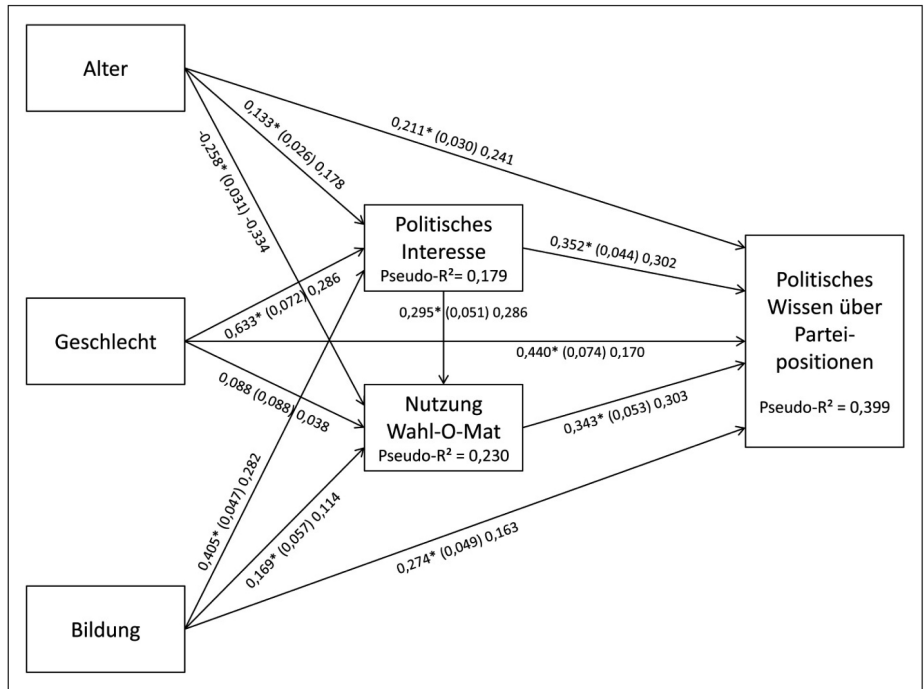 Alter
0,133* (0,026) 0,178
0,211* (0,030) 0,241
-0,258* (0,031) -0,334
Politisches
Interesse
Pseudo-R²= 0,179
0,352* (0,044) 0,302
Politisches
Wissen über
Partei-
positionen
Pseudo-R² = 0,399
0,633* (0,072) 0,286
0,295* (0,051) 0,286
Geschlecht
0,440* (0,074) 0,170
0,088 (0,088) 0,038
Nutzung
Wahl-O-Mat
Pseudo-R² = 0,230
0,343* (0,053) 0,303
0,405* (0,047) 0,282
0,169* (0,057) 0,114
0,274* (0,049) 0,163
Bildung